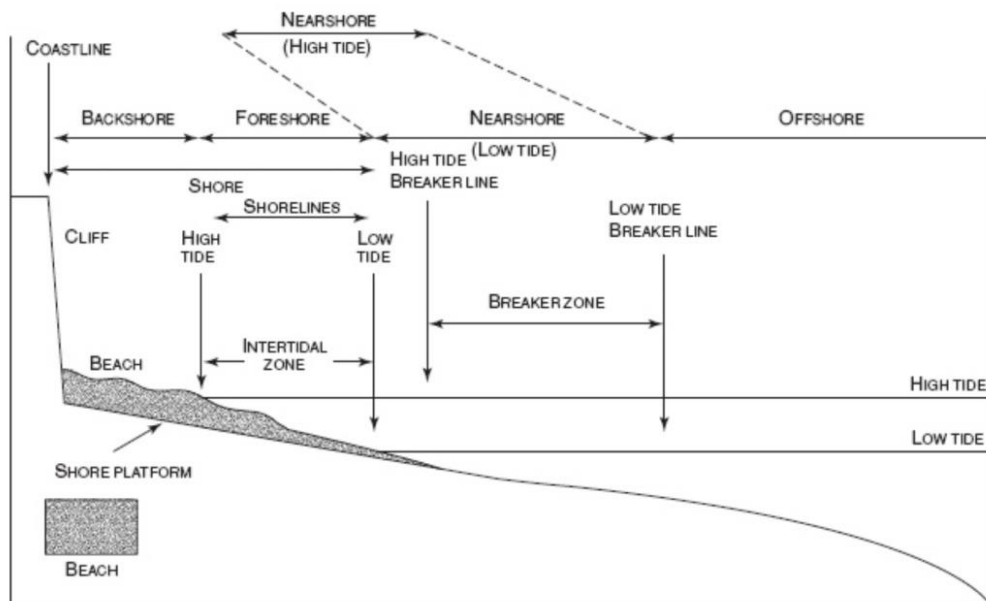 NEARSHORE
(HIGH TIDE)
COASTLINE
BACKSHORE
FORESHORE
NEARSHORE
(LOW TIDE)
OFFSHORE
HIGH TIDE
BREAKER LINE
SHORE
SHORELINES
LOW TIDE
BREAKER LINE
CLIFF
HIGH
TIDE
LOW
TIDE
BREAKER ZONE
INTERTIDAL
ZONE
BEACH
HIGH TIDE
LOW TIDE
SHORE PLATFORM
BEACH